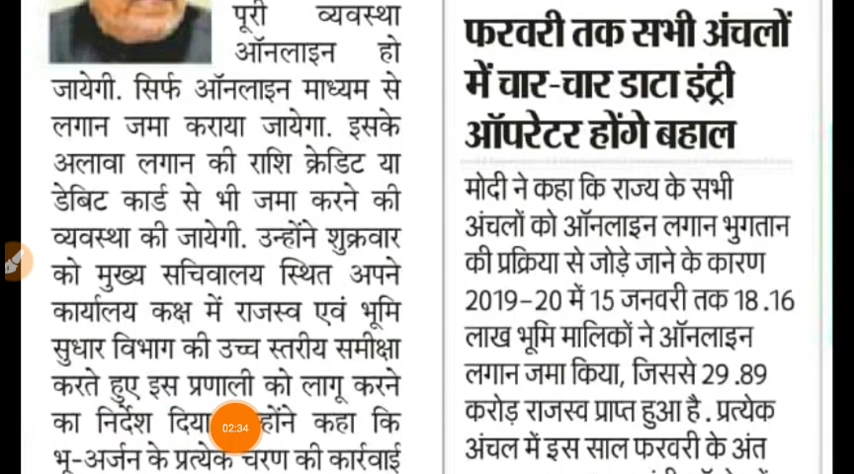 पूरी व्यवस्था
ऑनलाइन हो
जायेगी. सिर्फ ऑनलाइन माध्यम से
लगान जमा कराया जायेगा. इसके
अलावा लगान की राशि क्रेडिट या
डेबिट कार्ड से भी जमा करने की
व्यवस्था की जायेगी. उन्होंने शुक्रवार
को मुख्य सचिवालय स्थित अपने
कार्यालय कक्ष में राजस्व एवं भूमि
सुधार विभाग की उच्च स्तरीय समीक्षा
करते हुए इस प्रणाली को लागू करने
का निर्देश दिया कहा कि
भू-अर्जन के प्रत्येक चरण की कार्रवाई
02:34
फरवरी तक सभी अंचलों
में चार-चार डाटा इंट्री
ऑपरेटर होंगे बहाल
मोदी ने कहा कि राज्य के सभी
अंचलों को ऑनलाइन लगान भुगतान
की प्रक्रिया से जोड़े जाने के कारण
2019-20 में 15 जनवरी तक 18.16
लाख भूमि मालिकों ने ऑनलाइन
लगान जमा किया, जिससे 29.89
करोड़ राजस्व प्राप्त हुआ है. प्रत्येक
अंचल में इस साल फरवरी के अंत